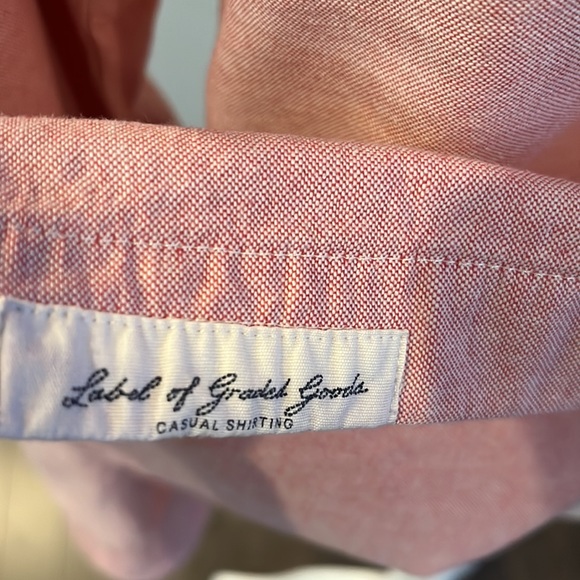 Label of Graded Goods
CASUAL SHIRTING